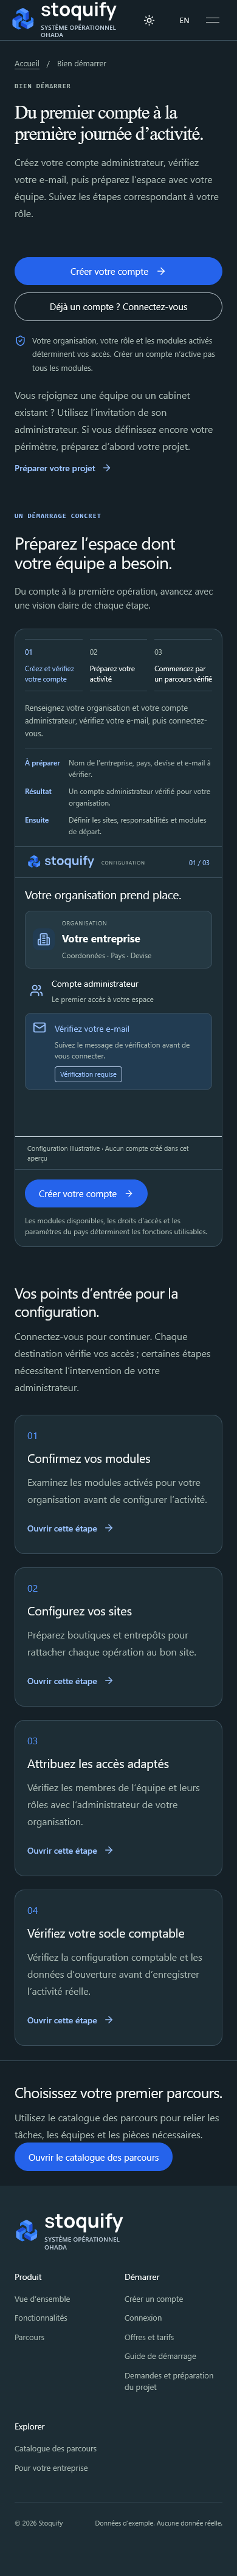 stoquify
SYSTÈME OPÉRATIONNEL
OHADA
EN
Accueil / Bien démarrer
BIEN DÉMARRER
Du premier compte à la
première journée d’activité.
Créez votre compte administrateur, vérifiez
votre e-mail, puis préparez l’espace avec votre
équipe. Suivez les étapes correspondant à votre
rôle.
Créer votre compte
Déjà un compte ? Connectez-vous
Votre organisation, votre rôle et les modules activés
déterminent vos accès. Créer un compte n’active pas
tous les modules.
Vous rejoignez une équipe ou un cabinet
existant ? Utilisez l’invitation de son
administrateur. Si vous définissez encore votre
périmètre, préparez d’abord votre projet.
Préparer votre projet
UN DÉMARRAGE CONCRET
Préparez l’espace dont
votre équipe a besoin.
Du compte à la première opération, avancez avec
une vision claire de chaque étape.
01
Créez et vérifiez
votre compte
02
Préparez votre
activité
03
Commencez par
un parcours vérifié
Renseignez votre organisation et votre compte
administrateur, vérifiez votre e-mail, puis connectez-
vous.
À préparer Nom de l’entreprise, pays, devise et e-mail à
vérifier.
Résultat Un compte administrateur vérifié pour votre
organisation.
Ensuite Définir les sites, responsabilités et modules
de départ.
stoquify CONFIGURATION 01 / 03
Votre organisation prend place.
ORGANISATION
Votre entreprise
Coordonnées · Pays · Devise
Compte administrateur
Le premier accès à votre espace
Vérifiez votre e-mail
Suivez le message de vérification avant de
vous connecter.
Vérification requise
Configuration illustrative · Aucun compte créé dans cet
aperçu
Créer votre compte
Les modules disponibles, les droits d’accès et les
paramètres du pays déterminent les fonctions utilisables.
Vos points d’entrée pour la
configuration.
Connectez-vous pour continuer. Chaque
destination vérifie vos accès ; certaines étapes
nécessitent l’intervention de votre
administrateur.
01
Confirmez vos modules
Examinez les modules activés pour votre
organisation avant de configurer l’activité.
Ouvrir cette étape
02
Configurez vos sites
Préparez boutiques et entrepôts pour
rattacher chaque opération au bon site.
Ouvrir cette étape
03
Attribuez les accès adaptés
Vérifiez les membres de l’équipe et leurs
rôles avec l’administrateur de votre
organisation.
Ouvrir cette étape
04
Vérifiez votre socle comptable
Vérifiez la configuration comptable et les
données d’ouverture avant d’enregistrer
l’activité réelle.
Ouvrir cette étape
Choisissez votre premier parcours.
Utilisez le catalogue des parcours pour relier les
tâches, les équipes et les pièces nécessaires.
Ouvrir le catalogue des parcours
stoquify
SYSTÈME OPÉRATIONNEL
OHADA
Produit
Vue d’ensemble
Fonctionnalités
Parcours
Démarrer
Créer un compte
Connexion
Offres et tarifs
Guide de démarrage
Demandes et préparation
du projet
Explorer
Catalogue des parcours
Pour votre entreprise
© 2026 Stoquify
Données d’exemple. Aucune donnée réelle.